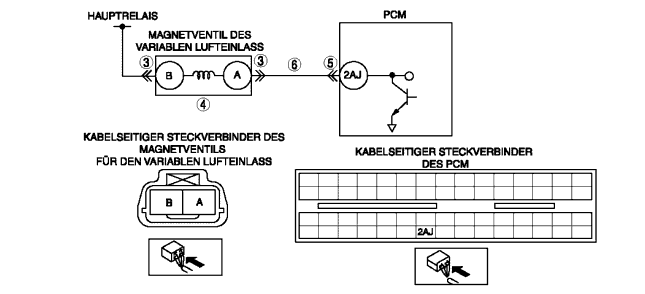 HAUPTRELAIS
PCM
MAGNETVENTIL DES
VARIABLEN LUFTEINLASS
③ ③ ⑥ ⑤
B A 2AJ
④
KABELSEITIGER STECKVERBINDER DES
MAGNETVENTILS
FÜR DEN VARIABLEN LUFTEINLASS
B A
KABELSEITIGER STECKVERBINDER
DES PCM
2AJ